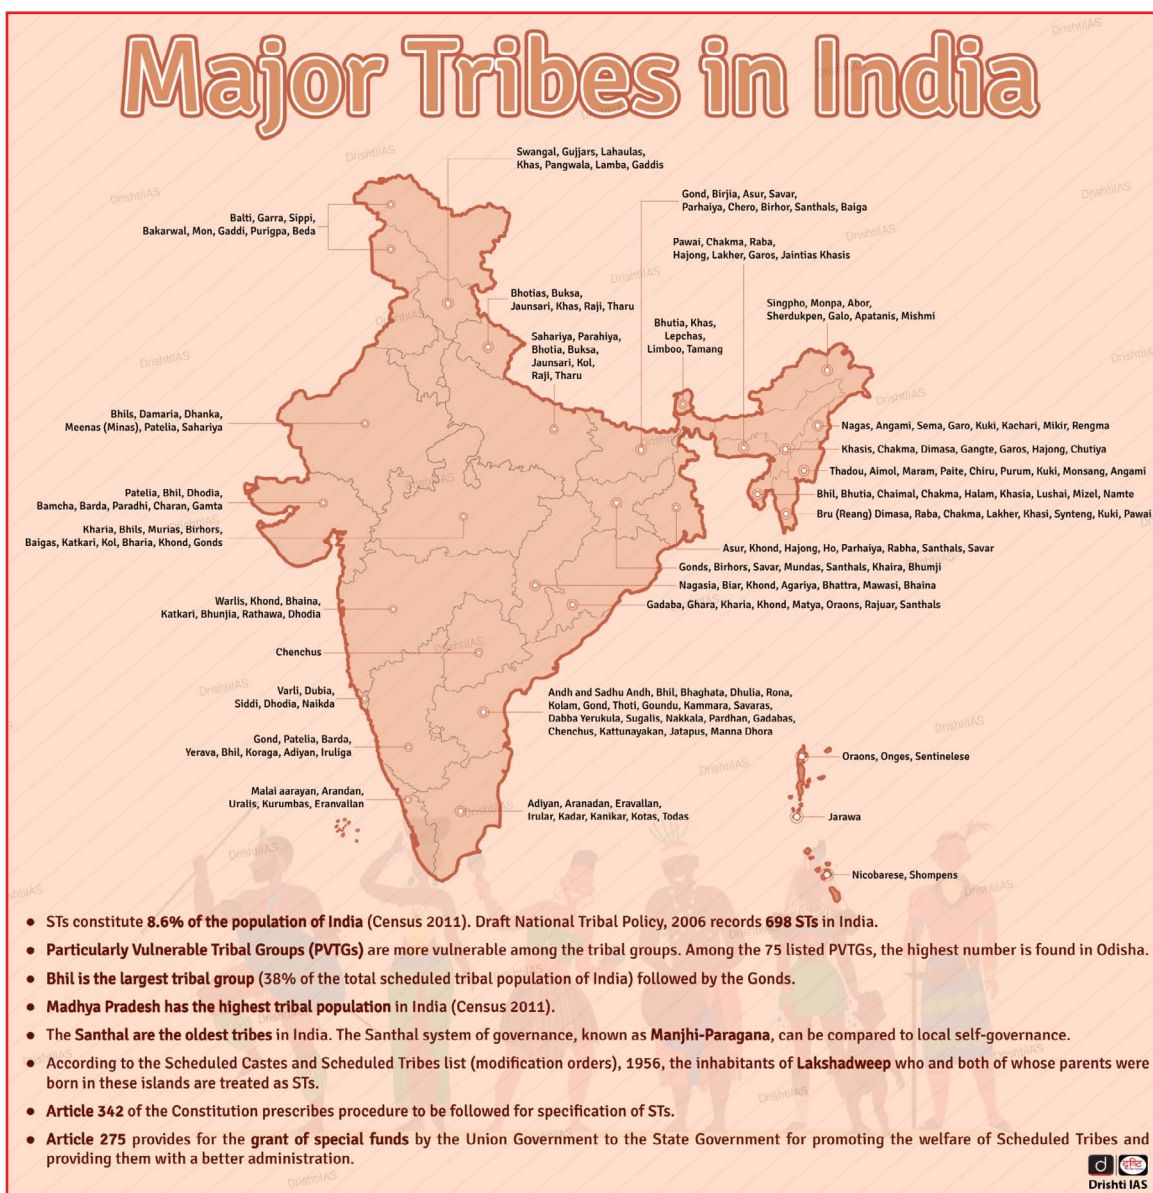 Major Tribes in India
Swangal, Gujjars, Lahaulas,
Khas, Pangwala, Lamba, Gaddis
Gond, Birjia, Asur, Savar,
Parhaiya, Chero, Birhor, Santhals, Baiga
Balti, Garra, Sippi,
Bakarwal, Mon, Gaddi, Purigpa, Beda
Pawai, Chakma, Raba,
Hajong, Lakher, Garos, Jaintias Khasis
Bhotias, Buksa,
Jaunsari, Khas, Raji, Tharu
Singpho, Monpa, Abor,
Sherdukpen, Galo, Apatanis, Mishmi
Bhutia, Khas,
Lepchas,
Limboo, Tamang
Sahariya, Parahiya,
Bhotia, Buksa,
Jaunsari, Kol,
Raji, Tharu
Bhils, Damaria, Dhanka,
Meenas (Minas), Patelia, Sahariya
Nagas, Angami, Sema, Garo, Kuki, Kachari, Mikir, Rengma
Khasis, Chakma, Dimasa, Gangte, Garos, Hajong, Chutiya
Thadou, Aimol, Maram, Paite, Chiru, Purum, Kuki, Monsang, Angami
Patelia, Bhil, Dhodia,
Bamcha, Barda, Paradhi, Charan, Gamta
Bhil, Bhutia, Chaimal, Chakma, Halam, Khasia, Lushai, Mizel, Namte
Bru (Reang) Dimasa, Raba, Chakma, Lakher, Khasi, Synteng, Kuki, Pawai
Kharia, Bhils, Murias, Birhors,
Baigas, Katkari, Kol, Bharia, Khond, Gonds
Asur, Khond, Hajong, Ho, Parhaiya, Rabha, Santhals, Savar
Gonds, Birhors, Savar, Mundas, Santhals, Khaira, Bhumji
Nagasia, Biar, Khond, Agariya, Bhattra, Mawasi, Bhaina
Gadaba, Ghara, Kharia, Khond, Matya, Oraons, Rajuar, Santhals
Warlis, Khond, Bhaina,
Katkari, Bhunjia, Rathawa, Dhodia
Chenchus
Varli, Dubia,
Siddi, Dhodia, Naikda
Andh and Sadhu Andh, Bhil, Bhaghata, Dhulia, Rona,
Kolam, Gond, Thoti, Goundu, Kammara, Savaras,
Dabba Yerukula, Sugalis, Nakkala, Pardhan, Gadabas,
Chenchus, Kattunayakan, Jatapus, Manna Dhora
Gond, Patelia, Barda,
Yerava, Bhil, Koraga, Adiyan, Iruliga
Oraons, Onges, Sentinelese
Malai aarayan, Arandan,
Uralis, Kurumbas, Eranvallan
Adiyan, Aranadan, Eravallan,
Irular, Kadar, Kanikar, Kotas, Todas
Jarawa
Nicobarese, Shompens
● STs constitute 8.6% of the population of India (Census 2011). Draft National Tribal Policy, 2006 records 698 STs in India.
● Particularly Vulnerable Tribal Groups (PVTGs) are more vulnerable among the tribal groups. Among the 75 listed PVTGs, the highest number is found in Odisha.
● Bhil is the largest tribal group (38% of the total scheduled tribal population of India) followed by the Gonds.
● Madhya Pradesh has the highest tribal population in India (Census 2011).
● The Santhal are the oldest tribes in India. The Santhal system of governance, known as Manjhi-Paragana, can be compared to local self-governance.
● According to the Scheduled Castes and Scheduled Tribes list (modification orders), 1956, the inhabitants of Lakshadweep who and both of whose parents were
born in these islands are treated as STs.
● Article 342 of the Constitution prescribes procedure to be followed for specification of STs.
● Article 275 provides for the grant of special funds by the Union Government to the State Government for promoting the welfare of Scheduled Tribes and
providing them with a better administration.
दृष्टि
Drishti IAS